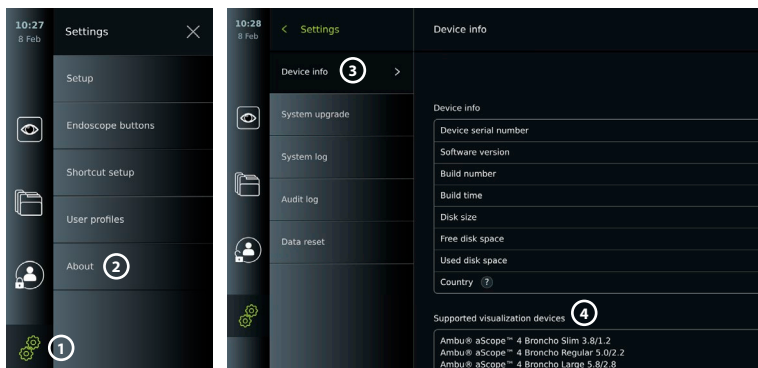 10:27
8 Feb
Settings
Setup
Endoscope buttons
Shortcut setup
User profiles
About 2
1
10:28
8 Feb
< Settings
Device info 3 >
System upgrade
System log
Audit log
Data reset
Device info
Device info
Device serial number
Software version
Build number
Build time
Disk size
Free disk space
Used disk space
Country ?
Supported visualization devices 4
Ambu® aScope™ 4 Broncho Slim 3.8/1.2
Ambu® aScope™ 4 Broncho Regular 5.0/2.2
Ambu® aScope™ 4 Broncho Large 5.8/2.8